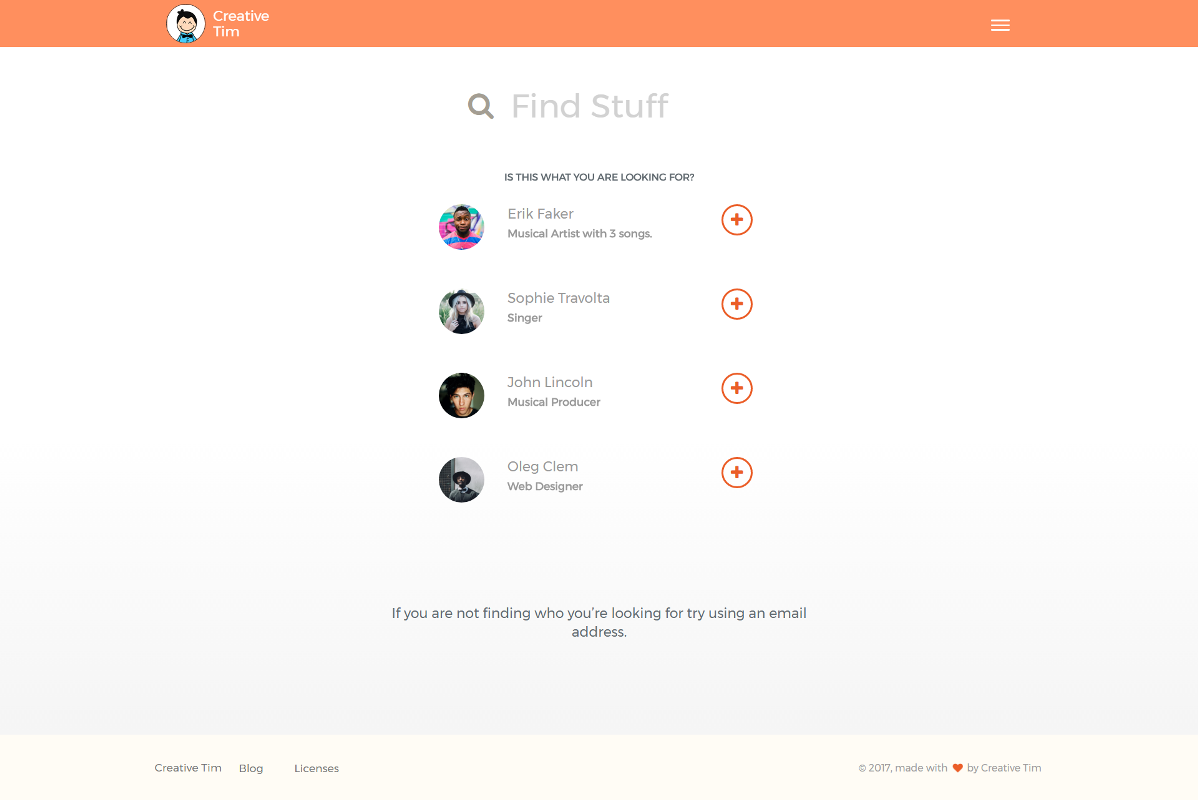 Creative
Tim
Find Stuff
IS THIS WHAT YOU ARE LOOKING FOR?
Erik Faker
Musical Artist with 3 songs.
Sophie Travolta
Singer
John Lincoln
Musical Producer
Oleg Clem
Web Designer
If you are not finding who you’re looking for try using an email
address.
Creative Tim Blog Licenses
© 2017, made with by Creative Tim